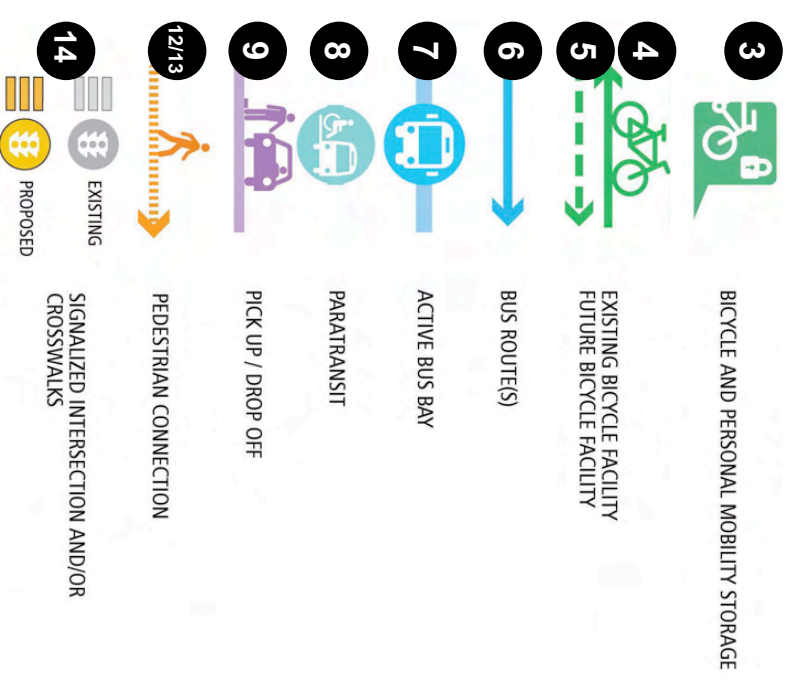 3
BICYCLE AND PERSONAL MOBILITY STORAGE
4
EXISTING BICYCLE FACILITY
5
FUTURE BICYCLE FACILITY
6
BUS ROUTE(S)
7
ACTIVE BUS BAY
8
PARATRANSIT
9
PICK UP / DROP OFF
12/13
PEDESTRIAN CONNECTION
14
EXISTING
PROPOSED
SIGNALIZED INTERSECTION AND/OR
CROSSWALKS